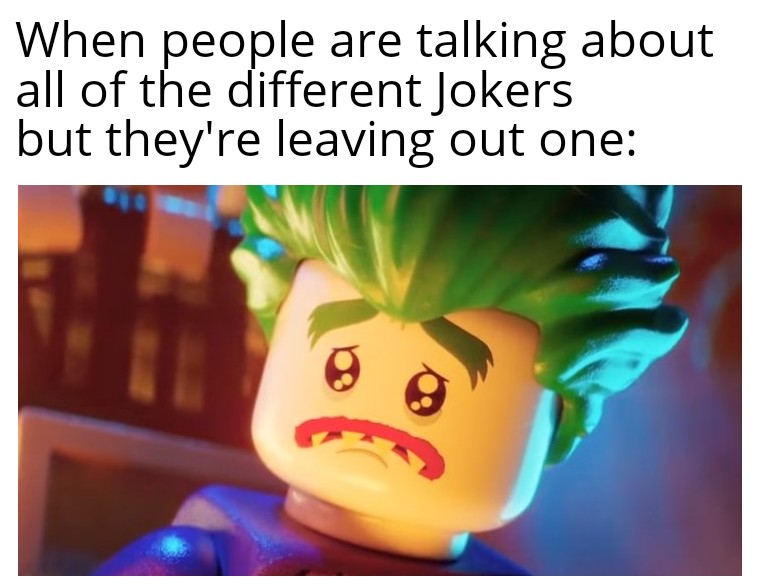 When people are talking about
all of the different Jokers
but they're leaving out one: